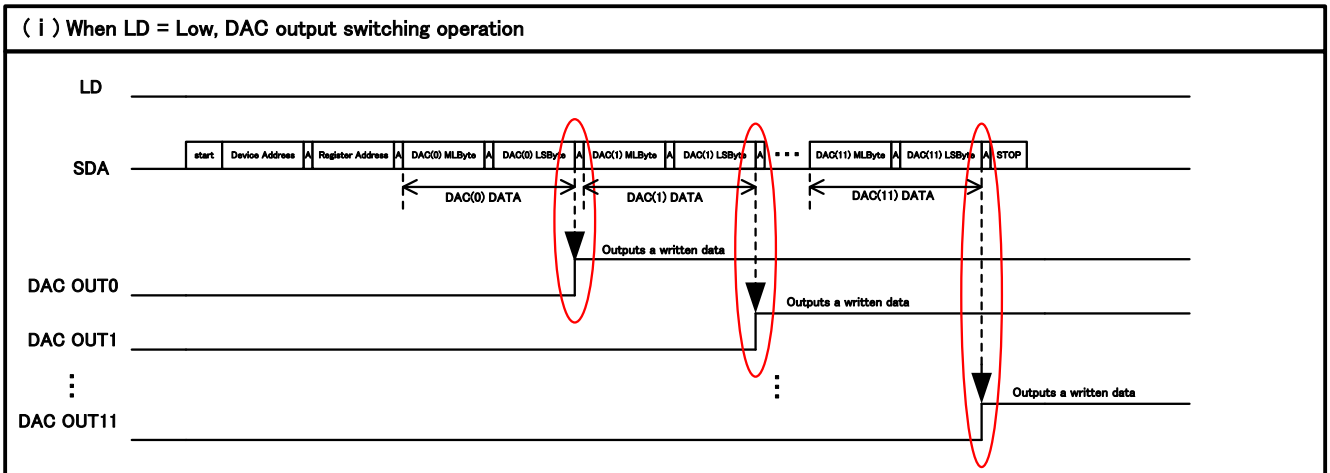 ( i ) When LD = Low, DAC output switching operation
LD
SDA
start Device Address A Register Address A DAC(0) MLByte A DAC(0) LSByte A DAC(1) MLByte A DAC(1) LSByte A ••• DAC(11) MLByte A DAC(11) LSByte A STOP
DAC(0) DATA DAC(1) DATA DAC(11) DATA
Outputs a written data
DAC OUT0
Outputs a written data
DAC OUT1
Outputs a written data
DAC OUT11